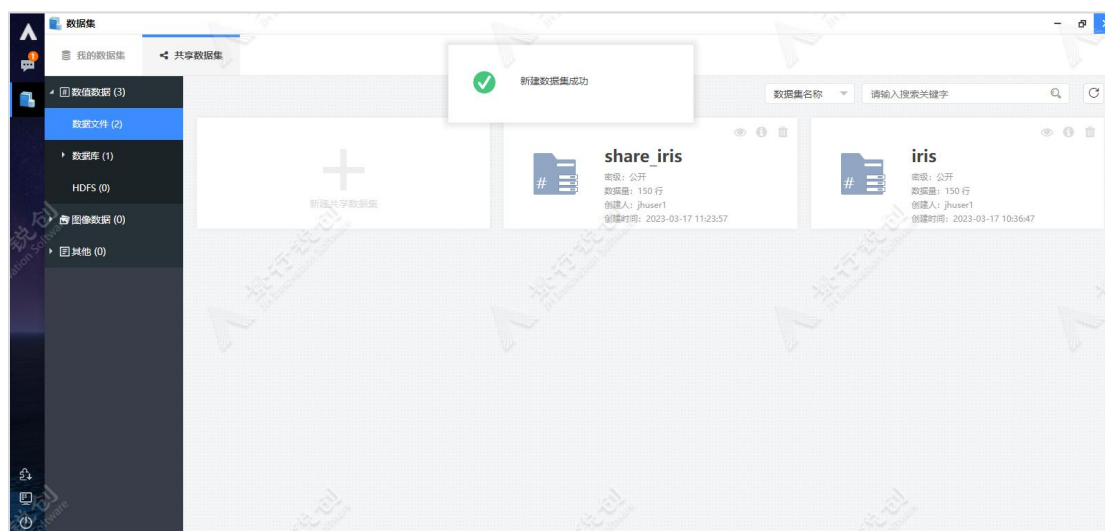 数据集
我的数据集
共享数据集
新建数据集成功
数值数据 (3)
数据集名称
请输入搜索关键字
数据文件 (2)
数据库 (1)
HDFS (0)
图像数据 (0)
其他 (0)
新建共享数据集
share_iris
密级：公开
数据量：150 行
创建人：jhuser1
创建时间：2023-03-17 11:23:57
iris
密级：公开
数据量：150 行
创建人：jhuser1
创建时间：2023-03-17 10:36:47